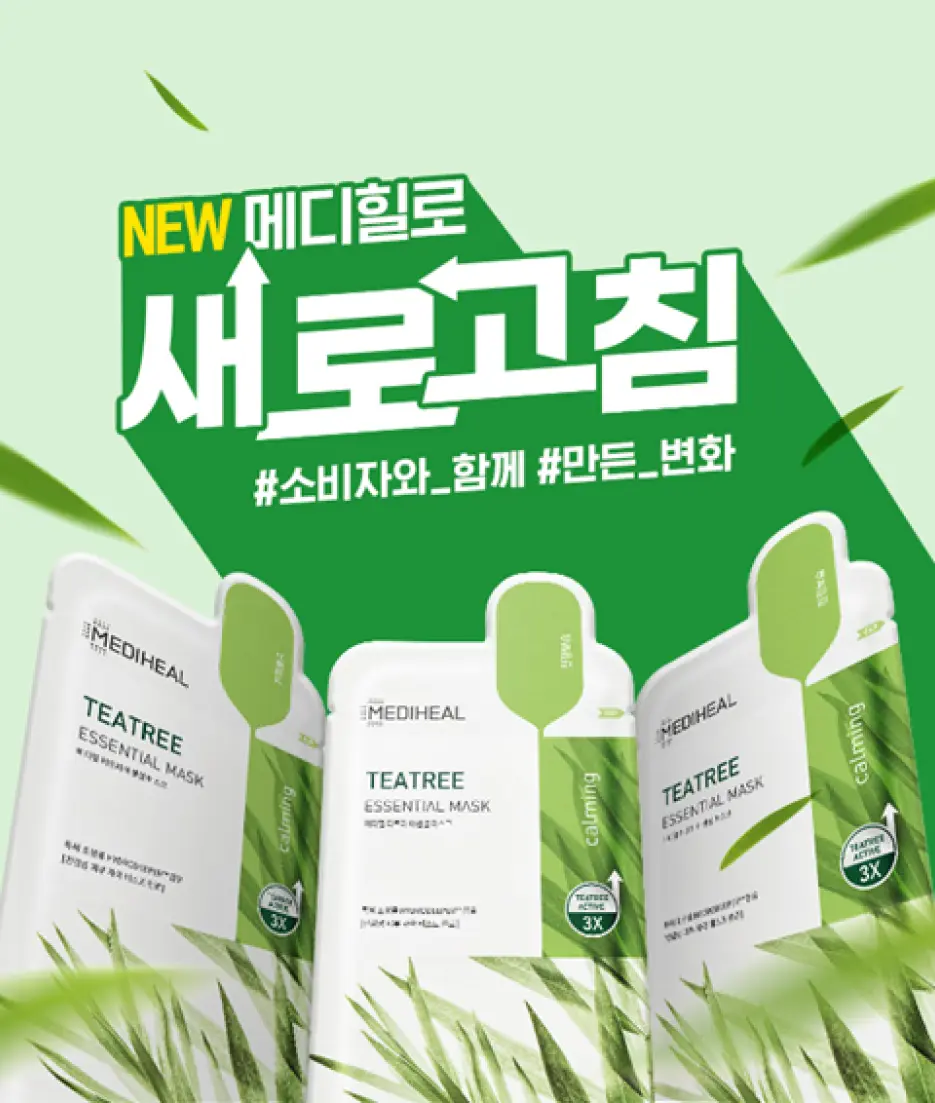 NEW 메디힐로
새로고침
#소비자와_함께 #만든_변화
MEDIHEAL
TEATREE
ESSENTIAL MASK
calming
TEATREE
ACTIVE
3X
MEDIHEAL
TEATREE
ESSENTIAL MASK
calming
TEATREE
ACTIVE
3X
MEDIHEAL
TEATREE
ESSENTIAL MASK
calming
TEATREE
ACTIVE
3X